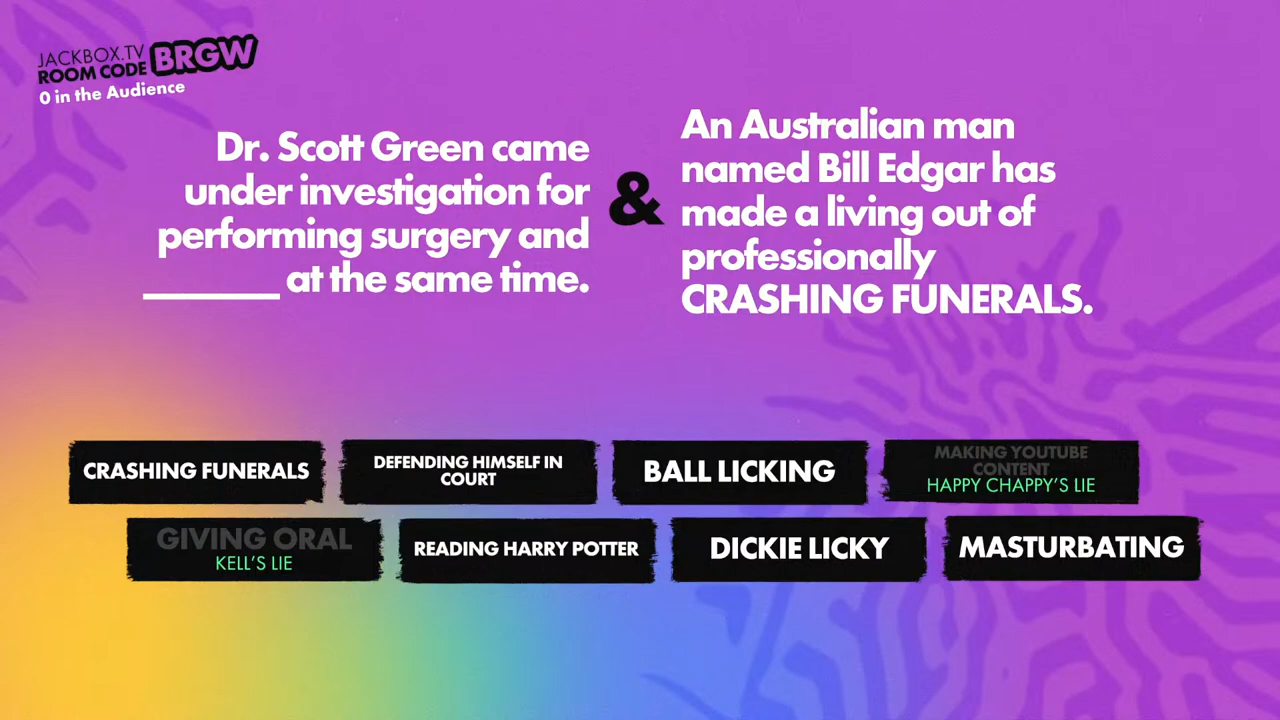 JACKBOX.TV
ROOM CODE BRGW
0 in the Audience
Dr. Scott Green came
under investigation for
performing surgery and
_______ at the same time.
&
An Australian man
named Bill Edgar has
made a living out of
professionally
CRASHING FUNERALS.
CRASHING FUNERALS
DEFENDING HIMSELF IN
COURT
BALL LICKING
MAKING YOUTUBE
CONTENT
HAPPY CHAPPY'S LIE
GIVING ORAL
KELL'S LIE
READING HARRY POTTER
DICKIE LICKY
MASTURBATING